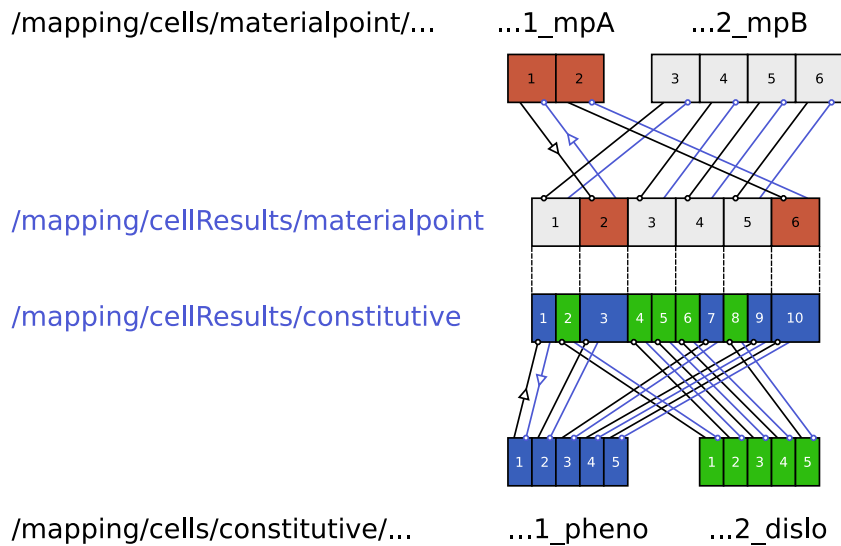 /mapping/cells/materialpoint/... ...1_mpA ...2_mpB
1 2 3 4 5 6
/mapping/cellResults/materialpoint 1 2 3 4 5 6
/mapping/cellResults/constitutive 1 2 3 4 5 6 7 8 9 10
1 2 3 4 5 1 2 3 4 5
/mapping/cells/constitutive/... ...1_pheno ...2_dislo